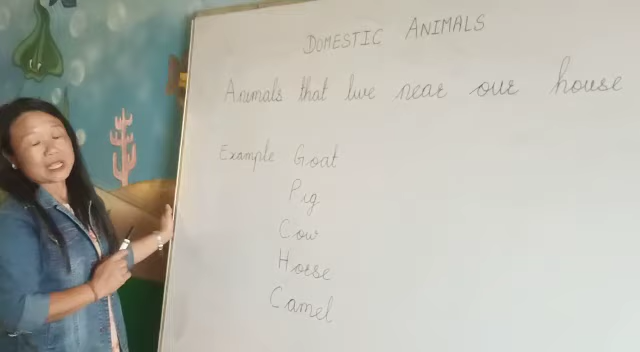 DOMESTIC ANIMALS
Animals that live near our house
Example Goat
Pig
Cow
Horse
Camel